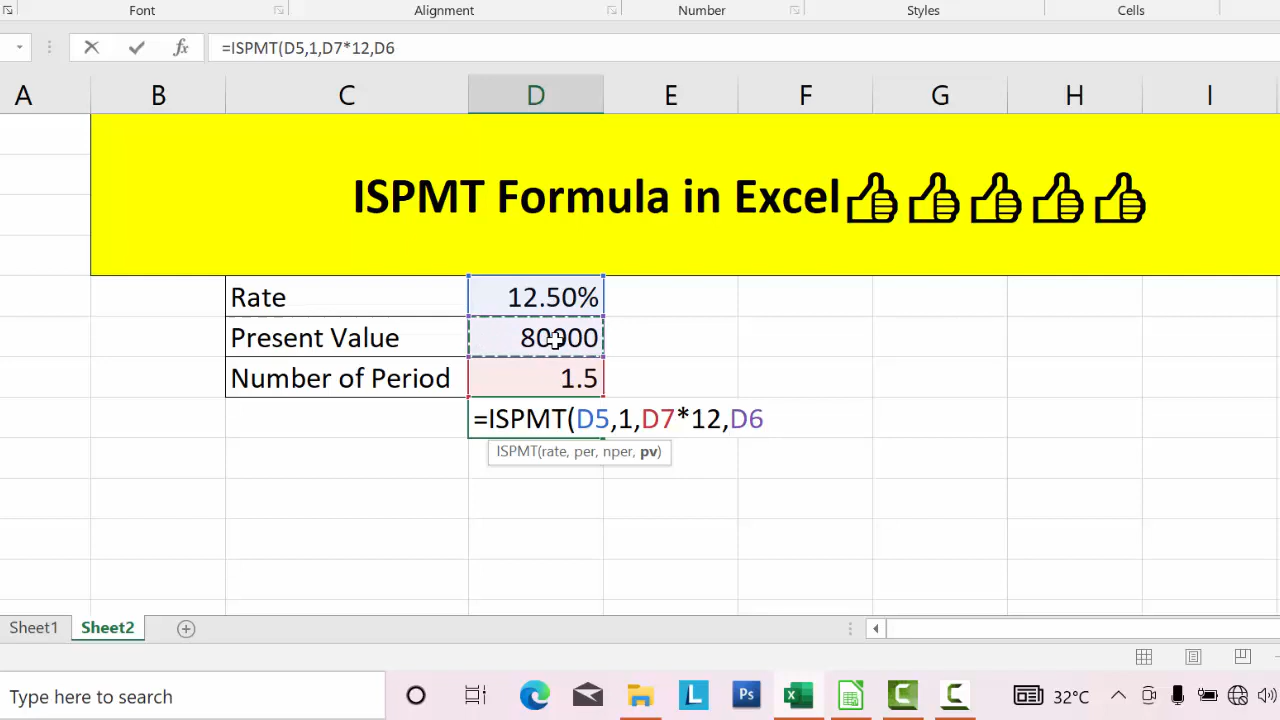 Font Alignment Number Styles Cells
=ISPMT(D5,1,D7*12,D6
A B C D E F G H I
ISPMT Formula in Excel
Rate 12.50%
Present Value 80000
Number of Period 1.5
=ISPMT(D5,1,D7*12,D6
ISPMT(rate, per, nper, pv)
Sheet1 Sheet2
Type here to search L Ps 32°C